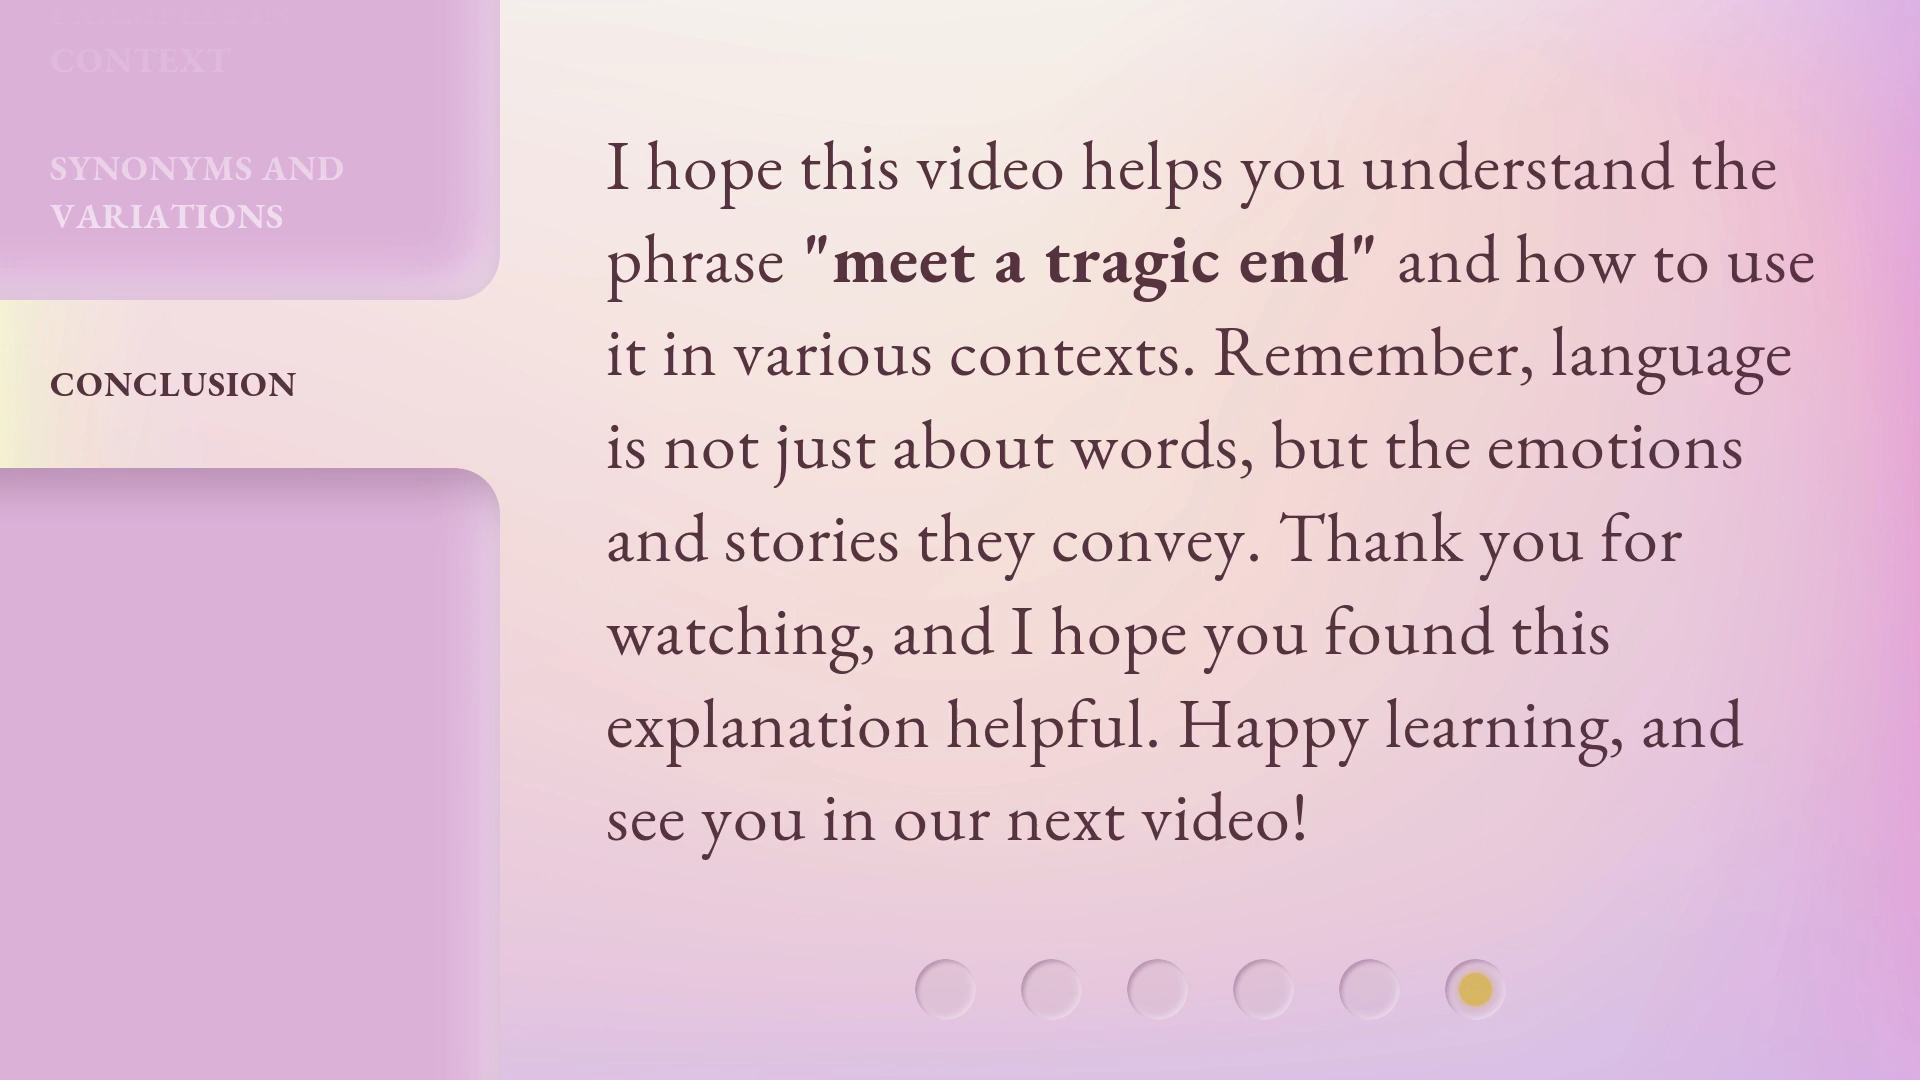 CONTEXT
SYNONYMS AND
VARIATIONS
CONCLUSION
I hope this video helps you understand the
phrase "meet a tragic end" and how to use
it in various contexts. Remember, language
is not just about words, but the emotions
and stories they convey. Thank you for
watching, and I hope you found this
explanation helpful. Happy learning, and
see you in our next video!